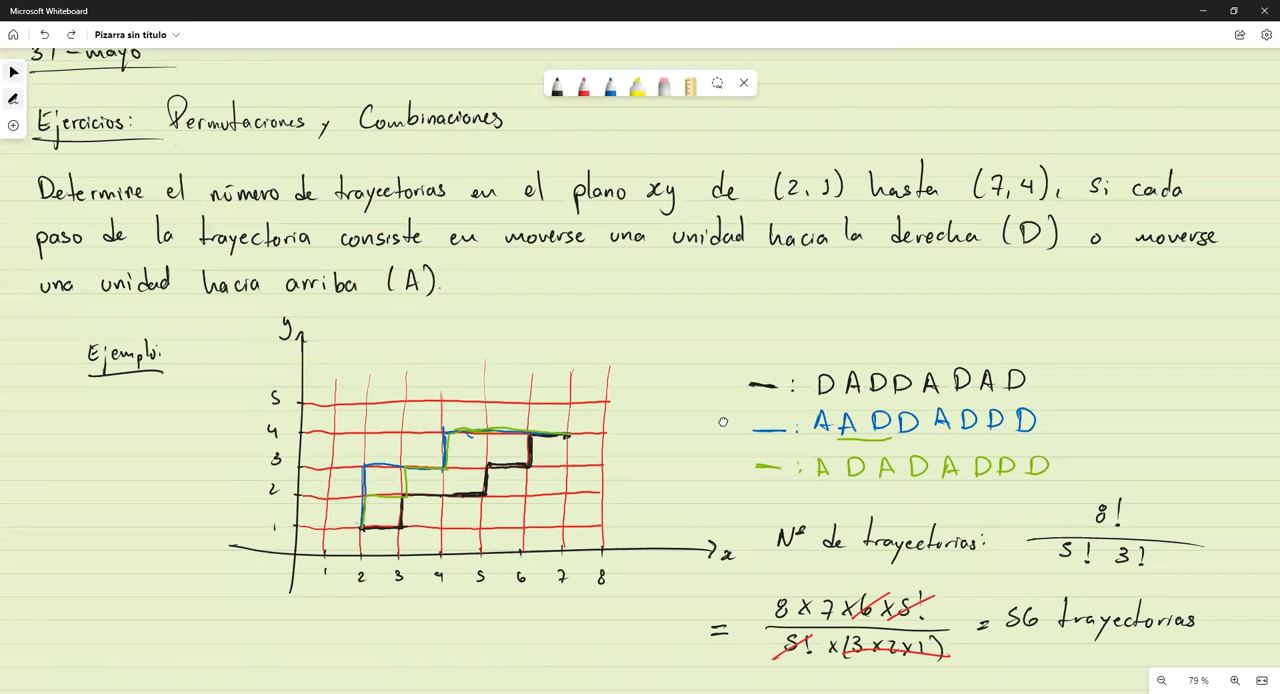 Microsoft Whiteboard
Pizarra sin título
31 - mayo
Ejercicios: Permutaciones y Combinaciones
Determine el número de trayectorias en el plano xy de (2,1) hasta (7,4), si cada
paso de la trayectoria consiste en moverse una unidad hacia la derecha (D) o moverse
una unidad hacia arriba (A).
Ejemplo:
y
5
4
3
2
1
1 2 3 4 5 6 7 8
x
— : D A D D A D A D
— : A A D D A D D D
— : A D A D A D D D
Nº de trayectorias: 8! / 5! 3!
= 8 x 7 x 6 x 5! / 5! x (3 x 2 x 1) = 56 trayectorias
79 %